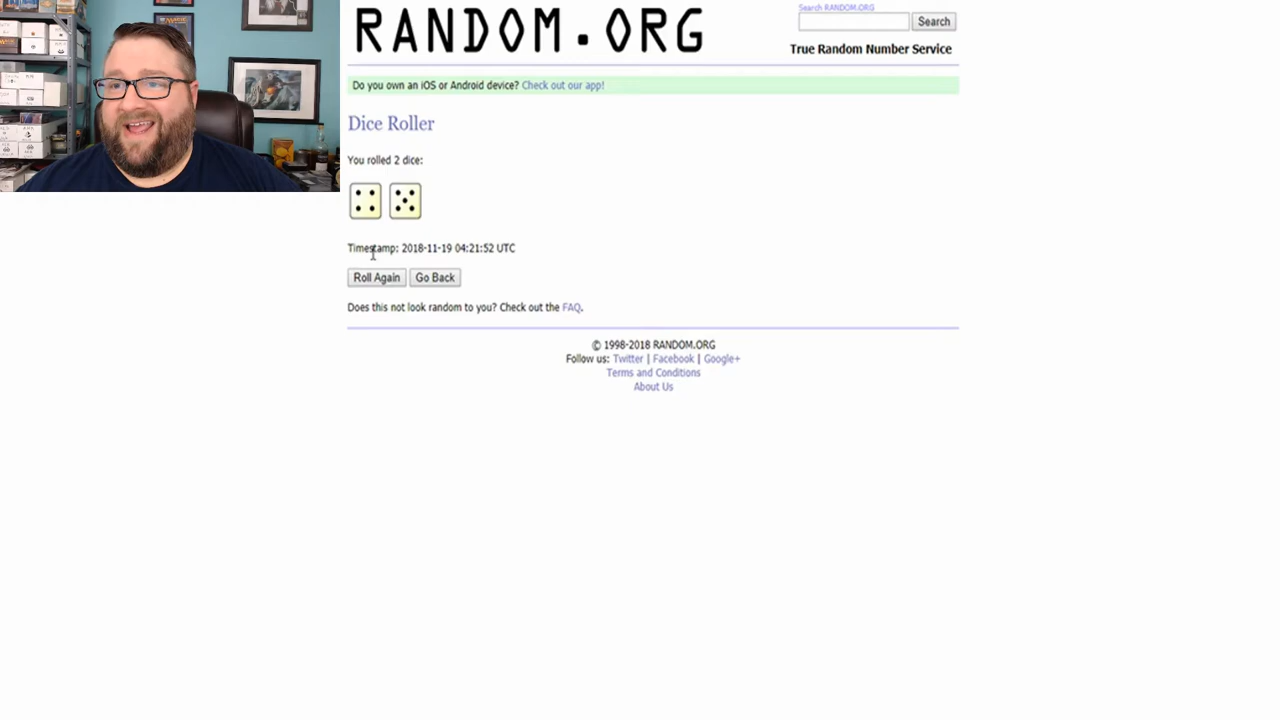 RANDOM.ORG
Search RANDOM.ORG
Search
True Random Number Service
Do you own an iOS or Android device? Check out our app!
Dice Roller
You rolled 2 dice:
Timestamp: 2018-11-19 04:21:52 UTC
Roll Again Go Back
Does this not look random to you? Check out the FAQ.
© 1998-2018 RANDOM.ORG
Follow us: Twitter | Facebook | Google+
Terms and Conditions
About Us